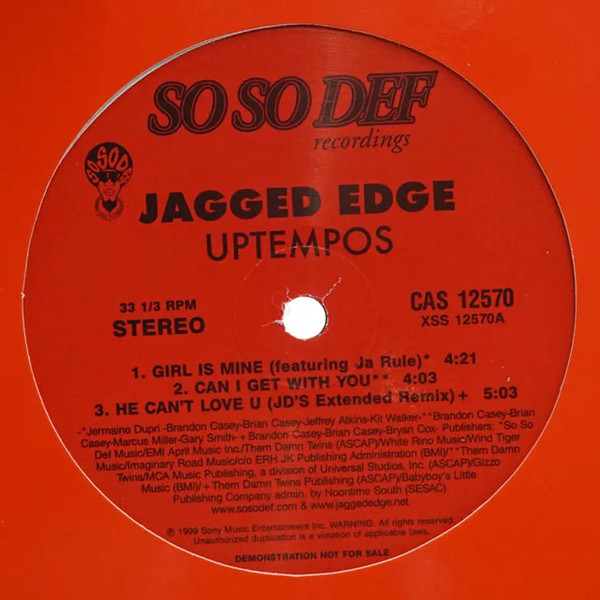 SO SO DEF
recordings
SO SO DEF
JAGGED EDGE
UPTEMPOS
33 1/3 RPM
STEREO
CAS 12570
XSS 12570A
1. GIRL IS MINE (featuring Ja Rule)* 4:21
2. CAN I GET WITH YOU** 4:03
3. HE CAN'T LOVE U (JD'S Extended Remix)+ 5:03
-*Jermaine Dupri -Brandon Casey-Brian Casey-Jeffrey Atkins-Kit Walker-**Brandon Casey-Brian
Casey-Marcus Miller-Gary Smith-+Brandon Casey-Brian Casey-Bryan Cox- Publishers: *So So
Def Music/EMI April Music Inc./Them Damn Twins (ASCAP)/White Rino Music/Wind Tiger
Music/Imaginary Road Music/c/o ERH JK Publishing Administration (BMI)/**Them Damn
Twins/MCA Music Publishing, a division of Universal Studios, Inc. (ASCAP)/Gizzo
Music (BMI)/+Them Damn Twins Publishing (ASCAP)/Babyboy's Little
Publishing Company admin. by Noontime South (SESAC)
www.sosodef.com & www.jaggededge.net
℗ 1999 Sony Music Entertainment Inc. WARNING: All rights reserved.
Unauthorized duplication is a violation of applicable laws.
DEMONSTRATION NOT FOR SALE